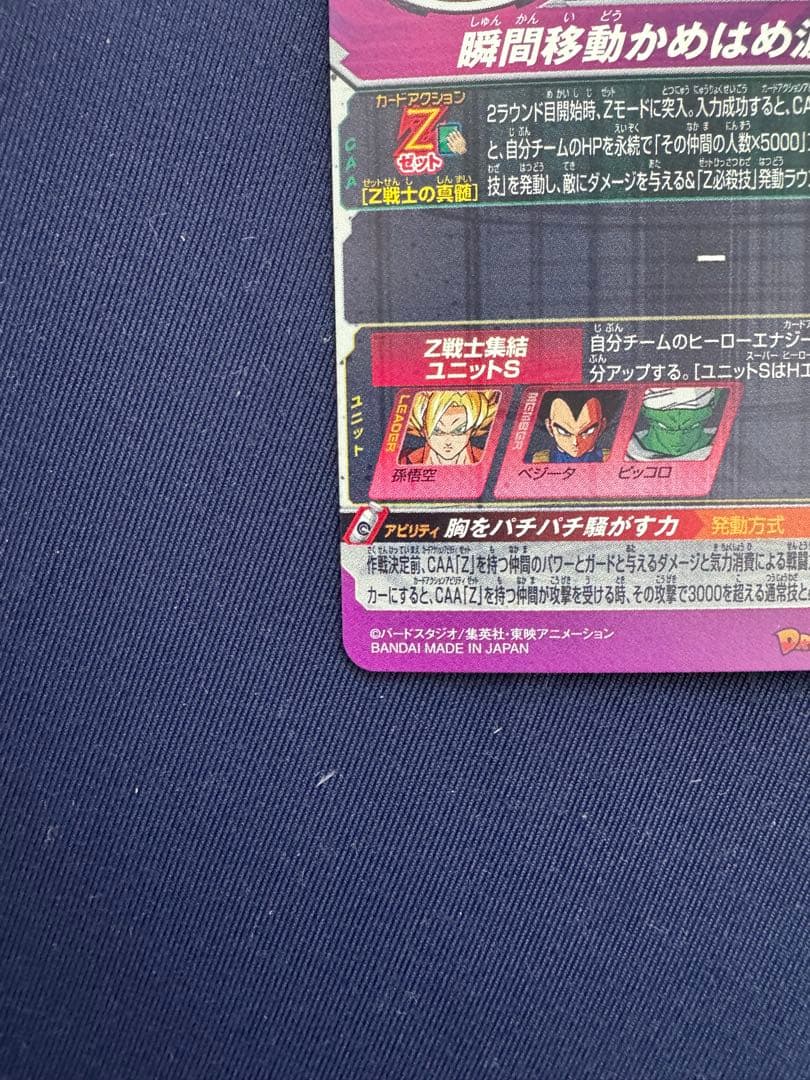 しゅんかんいどう
瞬間移動かめはめ波
カードアクション
Z
ゼット
[Z戦士の真髄]
CAA
2ラウンド目開始時、Zモードに突入。入力成功すると、CA
と、自分チームのHPを永続で「その仲間の人数×5000」
技」を発動し、敵にダメージを与える&「Z必殺技」発動ラウ
ー
Z戦士集結
ユニットS
自分チームのヒーローエナジー
分アップする。[ユニットSはHエ
ユニット
LEADER
孫悟空
MEMBER
ベジータ
ピッコロ
アビリティ 胸をパチパチ騒がす力 発動方式
作戦決定前、CAA「Z」を持つ仲間のパワーとガードと与えるダメージと気力消費による戦闘
カーにすると、CAA「Z」を持つ仲間が攻撃を受ける時、その攻撃で3000を超える通常技と
©バードスタジオ/集英社・東映アニメーション
BANDAI MADE IN JAPAN